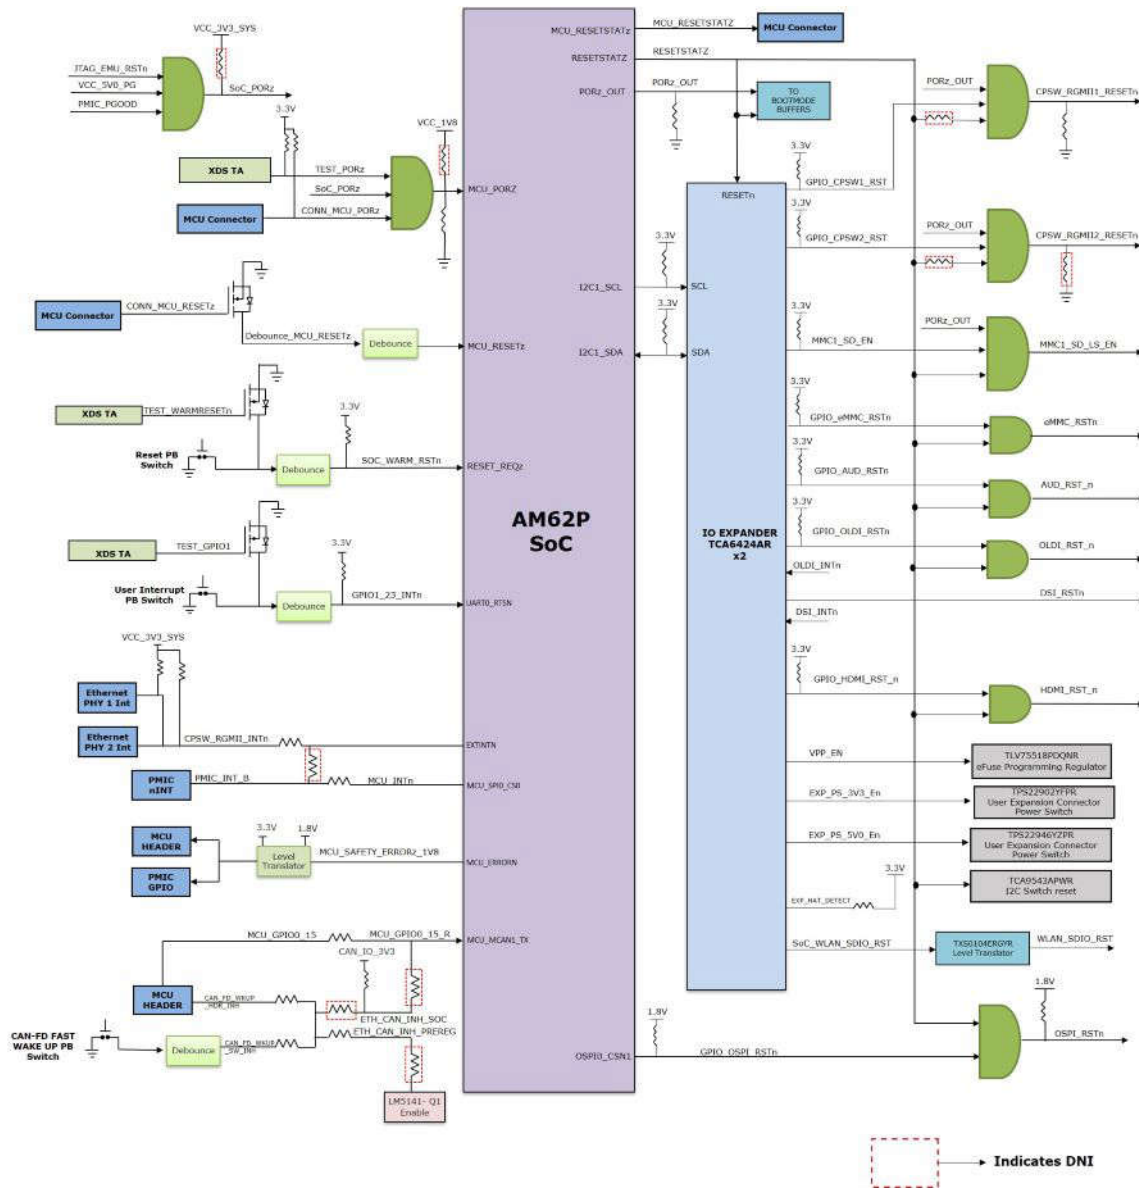 VCC_3V3_SYS
JTAG_EMU_RSTn
VCC_5V0_PG
PMIC_PGOOD
SoC_PORz
3.3V
VCC_1V8
XDS TA
TEST_PORz
SoC_PORz
MCU Connector
CONN_MCU_PORz
MCU_PORZ
MCU Connector
CONN_MCU_RESETz
Debounce_MCU_RESETz
Debounce
MCU_RESETz
XDS TA
TEST_WARMRESETn
3.3V
Reset PB
Switch
Debounce
SOC_WARM_RSTn
RESET_REQz
XDS TA
TEST_GPIO1
3.3V
User Interrupt
PB Switch
Debounce
GPIO1_23_INTn
UART0_RTSN
VCC_3V3_SYS
Ethernet
PHY 1 Int
Ethernet
PHY 2 Int
CPSW_RGMII_INTn
EXTINTN
PMIC
nINT
PMIC_INT_B
MCU_INTn
MCU_SPI0_CS0
MCU
HEADER
3.3V
1.8V
Level
Translator
MCU_SAFETY_ERRORz_1V8
MCU_ERRORN
PMIC
GPIO
MCU_GPIO0_15
MCU_GPIO0_15_R
MCU_MCAN1_TX
CAN_IO_3V3
MCU
HEADER
CAN_FD_WKUP
_HDR_INH
ETH_CAN_INH_SOC
ETH_CAN_INH_PREREG
CAN-FD FAST
WAKE UP PB
Switch
Debounce
CAN_FD_WKUP
_SW_INH
LM5141- Q1
Enable
AM62P
SoC
MCU_RESETSTATz
MCU_RESETSTATZ
MCU Connector
RESETSTATZ
RESETSTATZ
PORz_OUT
PORz_OUT
TO
BOOTMODE
BUFFERS
I2C1_SCL
3.3V
SCL
I2C1_SDA
3.3V
SDA
OSPI0_CSN1
1.8V
GPIO_OSPI_RSTn
RESETn
IO EXPANDER
TCA6424AR
x2
3.3V
GPIO_CPSW1_RST
PORz_OUT
CPSW_RGMII1_RESETn
3.3V
GPIO_CPSW2_RST
PORz_OUT
CPSW_RGMII2_RESETn
3.3V
MMC1_SD_EN
PORz_OUT
MMC1_SD_LS_EN
3.3V
GPIO_eMMC_RSTn
eMMC_RSTn
3.3V
GPIO_AUD_RSTn
AUD_RST_n
3.3V
GPIO_OLDI_RSTn
OLDI_RST_n
OLDI_INTn
DSI_RSTn
DSI_INTn
3.3V
GPIO_HDMI_RST_n
HDMI_RST_n
VPP_EN
TLV75518PDQNR
eFuse Programming Regulator
EXP_PS_3V3_En
TPS22902YFPR
User Expansion Connector
Power Switch
EXP_PS_5V0_En
TPS22946YZPR
User Expansion Connector
Power Switch
3.3V
TCA9543APWR
I2C Switch reset
EXP_HAT_DETECT
SoC_WLAN_SDIO_RST
TXS0104ERGYR
Level Translator
WLAN_SDIO_RST
1.8V
OSPI_RSTn
Indicates DNI